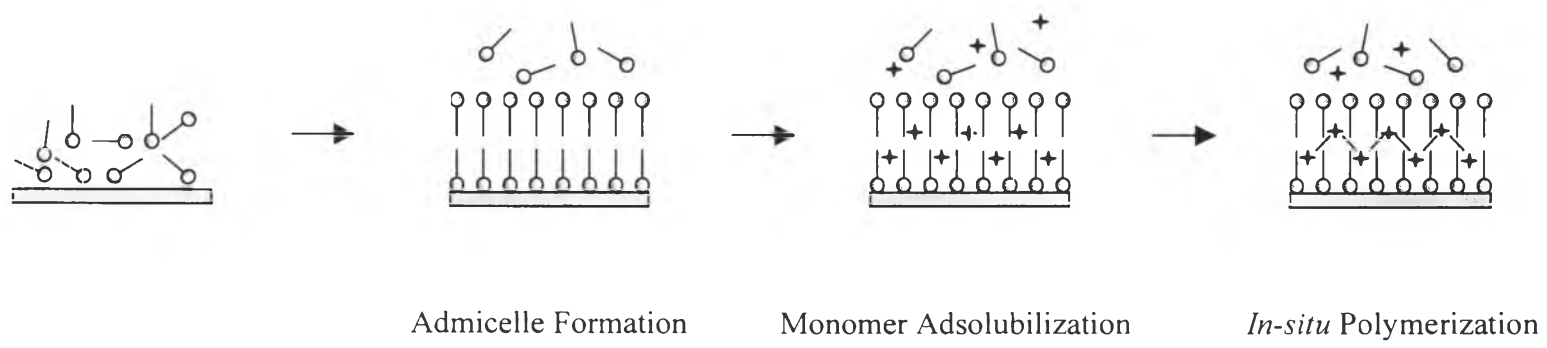 Admicelle Formation
Monomer Adsolubilization
In-situ Polymerization